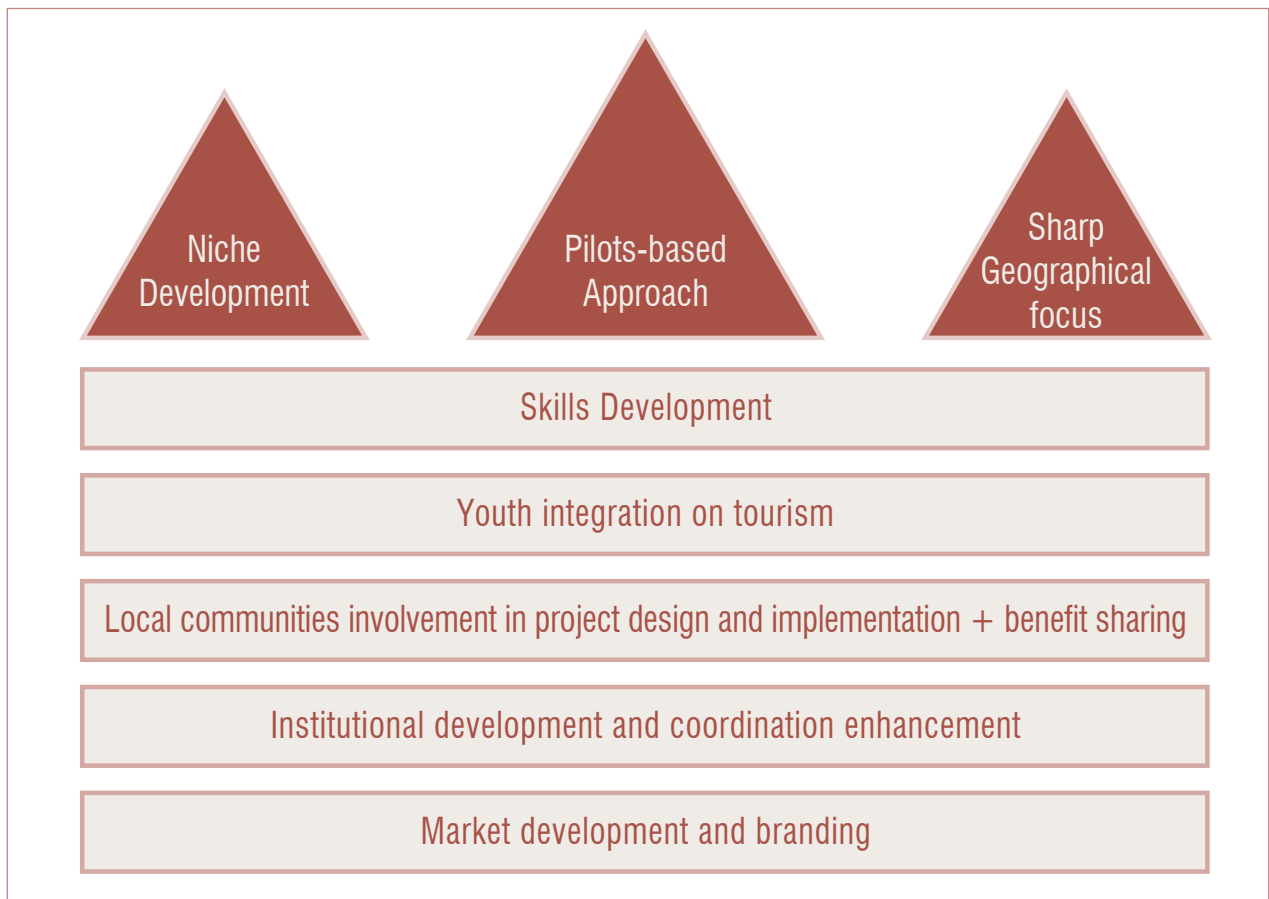 Niche
Development
Pilots-based
Approach
Sharp
Geographical
focus
Skills Development
Youth integration on tourism
Local communities involvement in project design and implementation + benefit sharing
Institutional development and coordination enhancement
Market development and branding